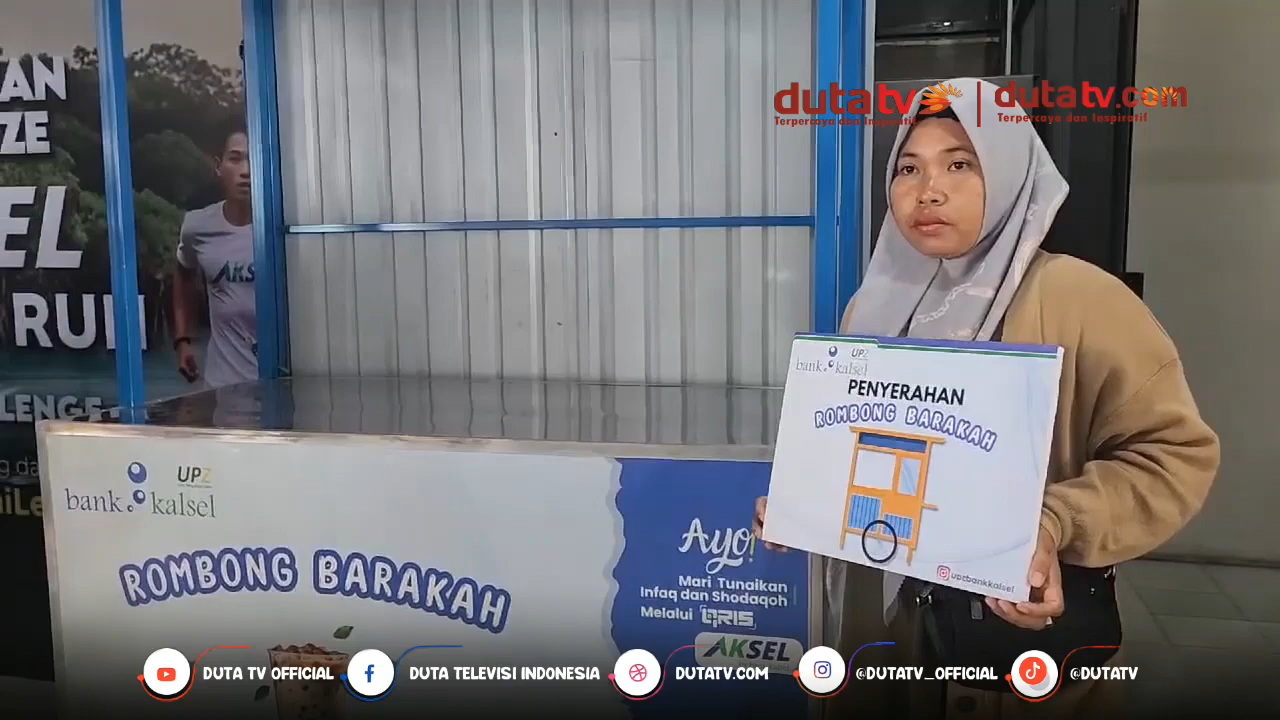 AN
ZE
EL
RUN
LENGE
dutatv
Terpercaya dan Inspiratif
dutatv.com
Terpercaya dan Inspiratif
AKSEL
UPZ
bank kalsel
PENYERAHAN
ROMBONG BARAKAH
upzbankkalsel
UPZ
bank kalsel
ROMBONG BARAKAH
Ayo!
Mari Tunaikan
Infaq dan Shodaqoh
Melalui QRIS
AKSEL
DUTA TV OFFICIAL
DUTA TELEVISI INDONESIA
DUTATV.COM
@DUTATV_OFFICIAL
@DUTATV